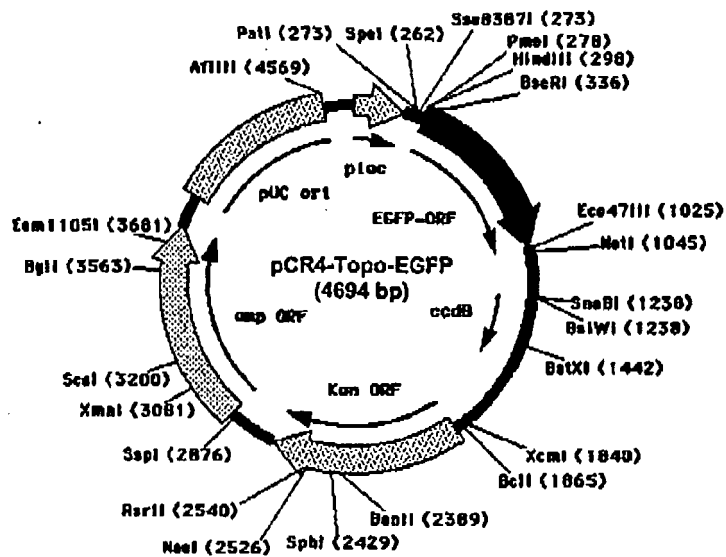 Sse8387I (273)
PstI (273)
SpeI (262)
PmeI (278)
HindIII (298)
BseRI (336)
AflIII (4569)
plac
pUC ori
EGFP-ORF
Eco47III (1025)
NotI (1045)
Eam1105I (3681)
BglI (3563)
pCR4-Topo-EGFP
(4694 bp)
SnaBI (1238)
BsiWI (1238)
amp ORF
ccdB
BstXI (1442)
ScaI (3200)
XmnI (3081)
Kan ORF
SspI (2876)
XcmI (1840)
BclI (1865)
RsrII (2540)
BanII (2389)
NaeI (2526)
SphI (2429)